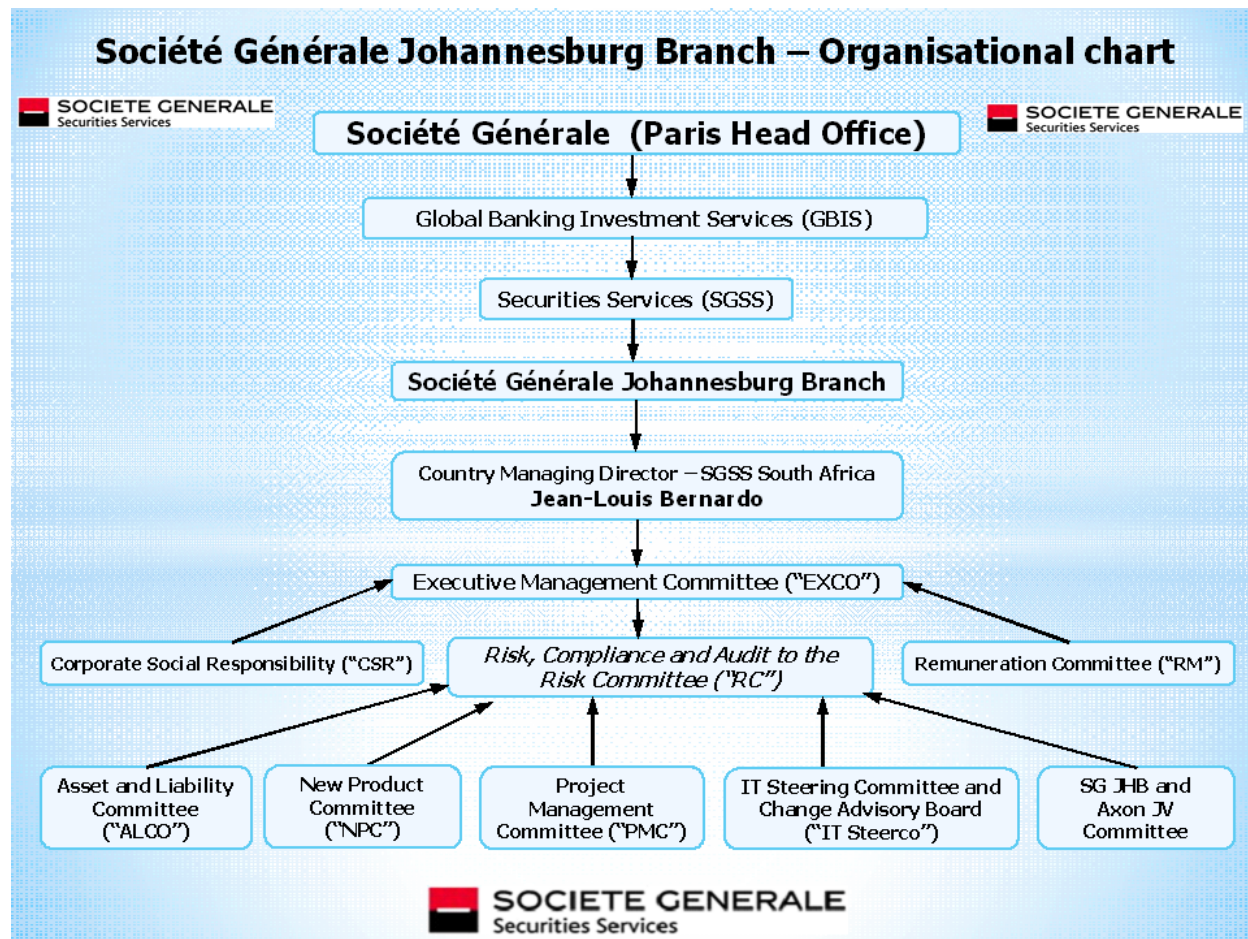 Société Générale Johannesburg Branch – Organisational chart
SOCIETE GENERALE
Securities Services
SOCIETE GENERALE
Securities Services
Société Générale (Paris Head Office)
Global Banking Investment Services (GBIS)
Securities Services (SGSS)
Société Générale Johannesburg Branch
Country Managing Director – SGSS South Africa
Jean-Louis Bernardo
Executive Management Committee (“EXCO”)
Corporate Social Responsibility (“CSR”)
Risk, Compliance and Audit to the
Risk Committee (“RC”)
Remuneration Committee (“RM”)
Asset and Liability
Committee
(“ALCO”)
New Product
Committee
(“NPC”)
Project
Management
Committee (“PMC”)
IT Steering Committee and
Change Advisory Board
(“IT Steerco”)
SG JHB and
Axon JV
Committee
SOCIETE GENERALE
Securities Services